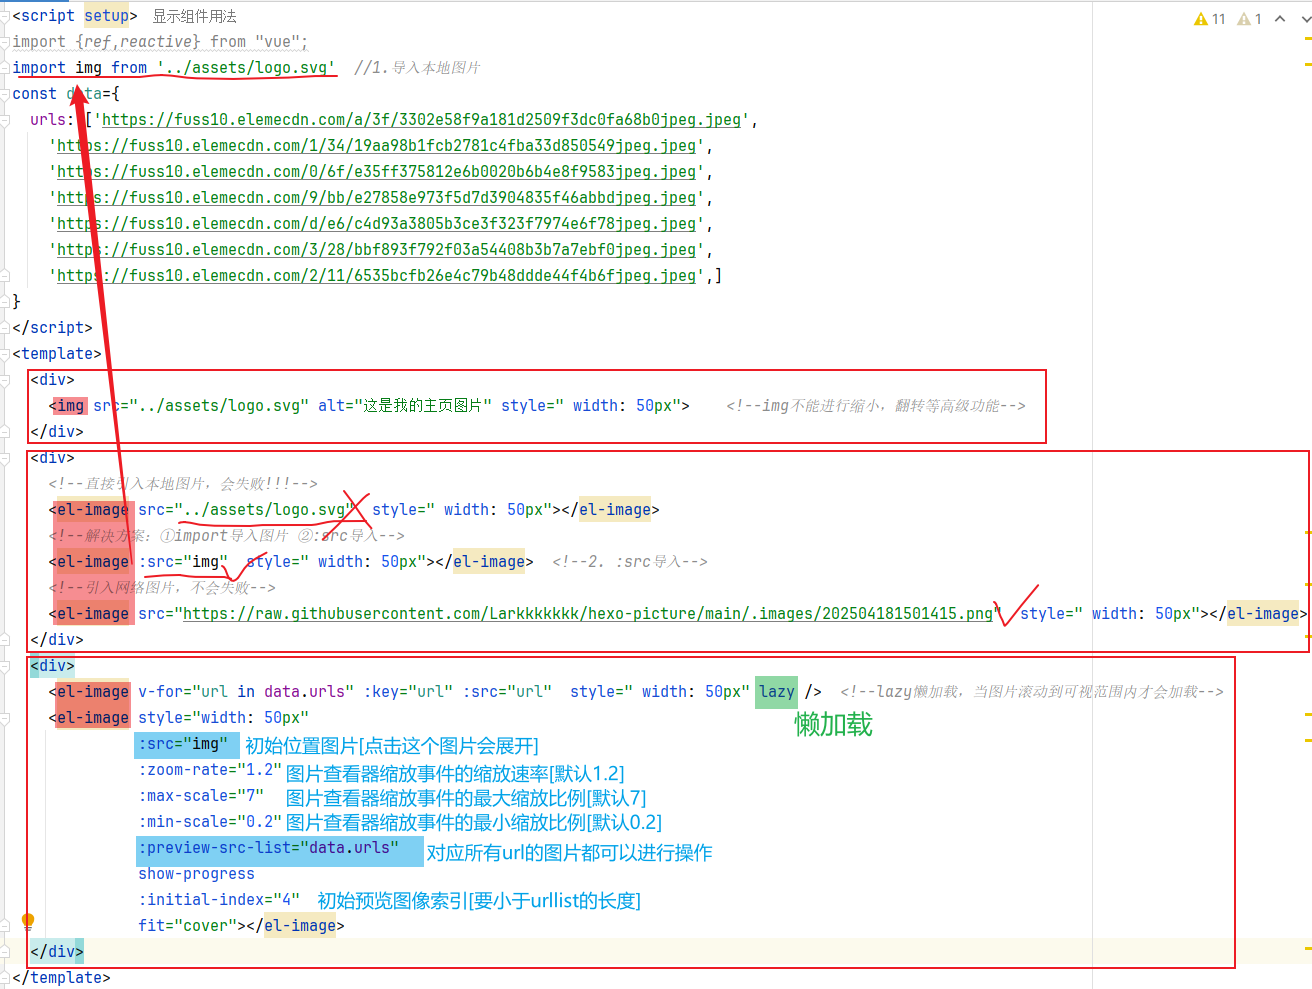 <script setup> 显示组件用法
11 1
import {ref,reactive} from "vue";
import img from '../assets/logo.svg' //1.导入本地图片
const data={
urls: ['https://fuss10.elemecdn.com/a/3f/3302e58f9a181d2509f3dc0fa68b0jpeg.jpeg',
'https://fuss10.elemecdn.com/1/34/19aa98b1fcb2781c4fba33d850549jpeg.jpeg',
'https://fuss10.elemecdn.com/0/6f/e35ff375812e6b0020b6b4e8f9583jpeg.jpeg',
'https://fuss10.elemecdn.com/9/bb/e27858e973f5d7d3904835f46abbdjpeg.jpeg',
'https://fuss10.elemecdn.com/d/e6/c4d93a3805b3ce3f323f7974e6f78jpeg.jpeg',
'https://fuss10.elemecdn.com/3/28/bbf893f792f03a54408b3b7a7ebf0jpeg.jpeg',
'https://fuss10.elemecdn.com/2/11/6535bcfb26e4c79b48ddde44f4b6fjpeg.jpeg',]
}
</script>
<template>
<div>
<img src="../assets/logo.svg" alt="这是我的主页图片" style=" width: 50px"> <!--img不能进行缩小，翻转等高级功能-->
</div>
<div>
<!--直接引入本地图片，会失败!!!-->
<el-image src="../assets/logo.svg" style=" width: 50px"></el-image>
<!--解决方案：①import导入图片 ②:src导入-->
<el-image :src="img" style=" width: 50px"></el-image> <!--2. :src导入-->
<!--引入网络图片，不会失败-->
<el-image src="https://raw.githubusercontent.com/Larkkkkkkk/hexo-picture/main/.images/202504181501415.png" style=" width: 50px"></el-image>
</div>
<div>
<el-image v-for="url in data.urls" :key="url" :src="url" style=" width: 50px" lazy /> <!--lazy懒加载，当图片滚动到可视范围内才会加载-->
<el-image style="width: 50px" 懒加载
:src="img" 初始位置图片[点击这个图片会展开]
:zoom-rate="1.2" 图片查看器缩放事件的缩放速率[默认1.2]
:max-scale="7" 图片查看器缩放事件的最大缩放比例[默认7]
:min-scale="0.2" 图片查看器缩放事件的最小缩放比例[默认0.2]
:preview-src-list="data.urls" 对应所有url的图片都可以进行操作
show-progress
:initial-index="4" 初始预览图像索引[要小于urllist的长度]
fit="cover"></el-image>
</div>
</template>